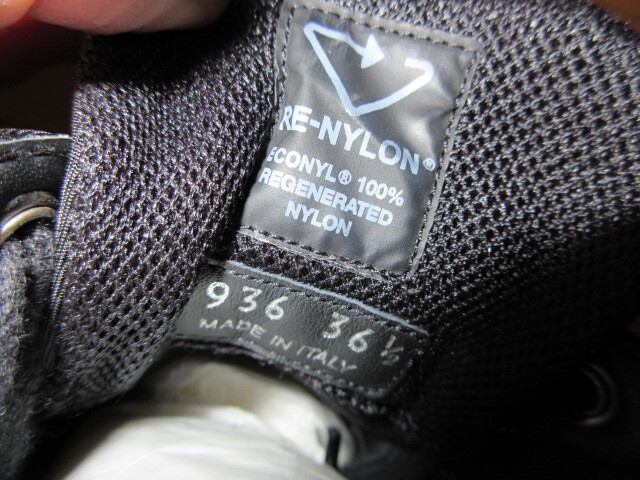 RE-NYLON®
ECONYL® 100%
REGENERATED
NYLON
936 36½
MADE IN ITALY